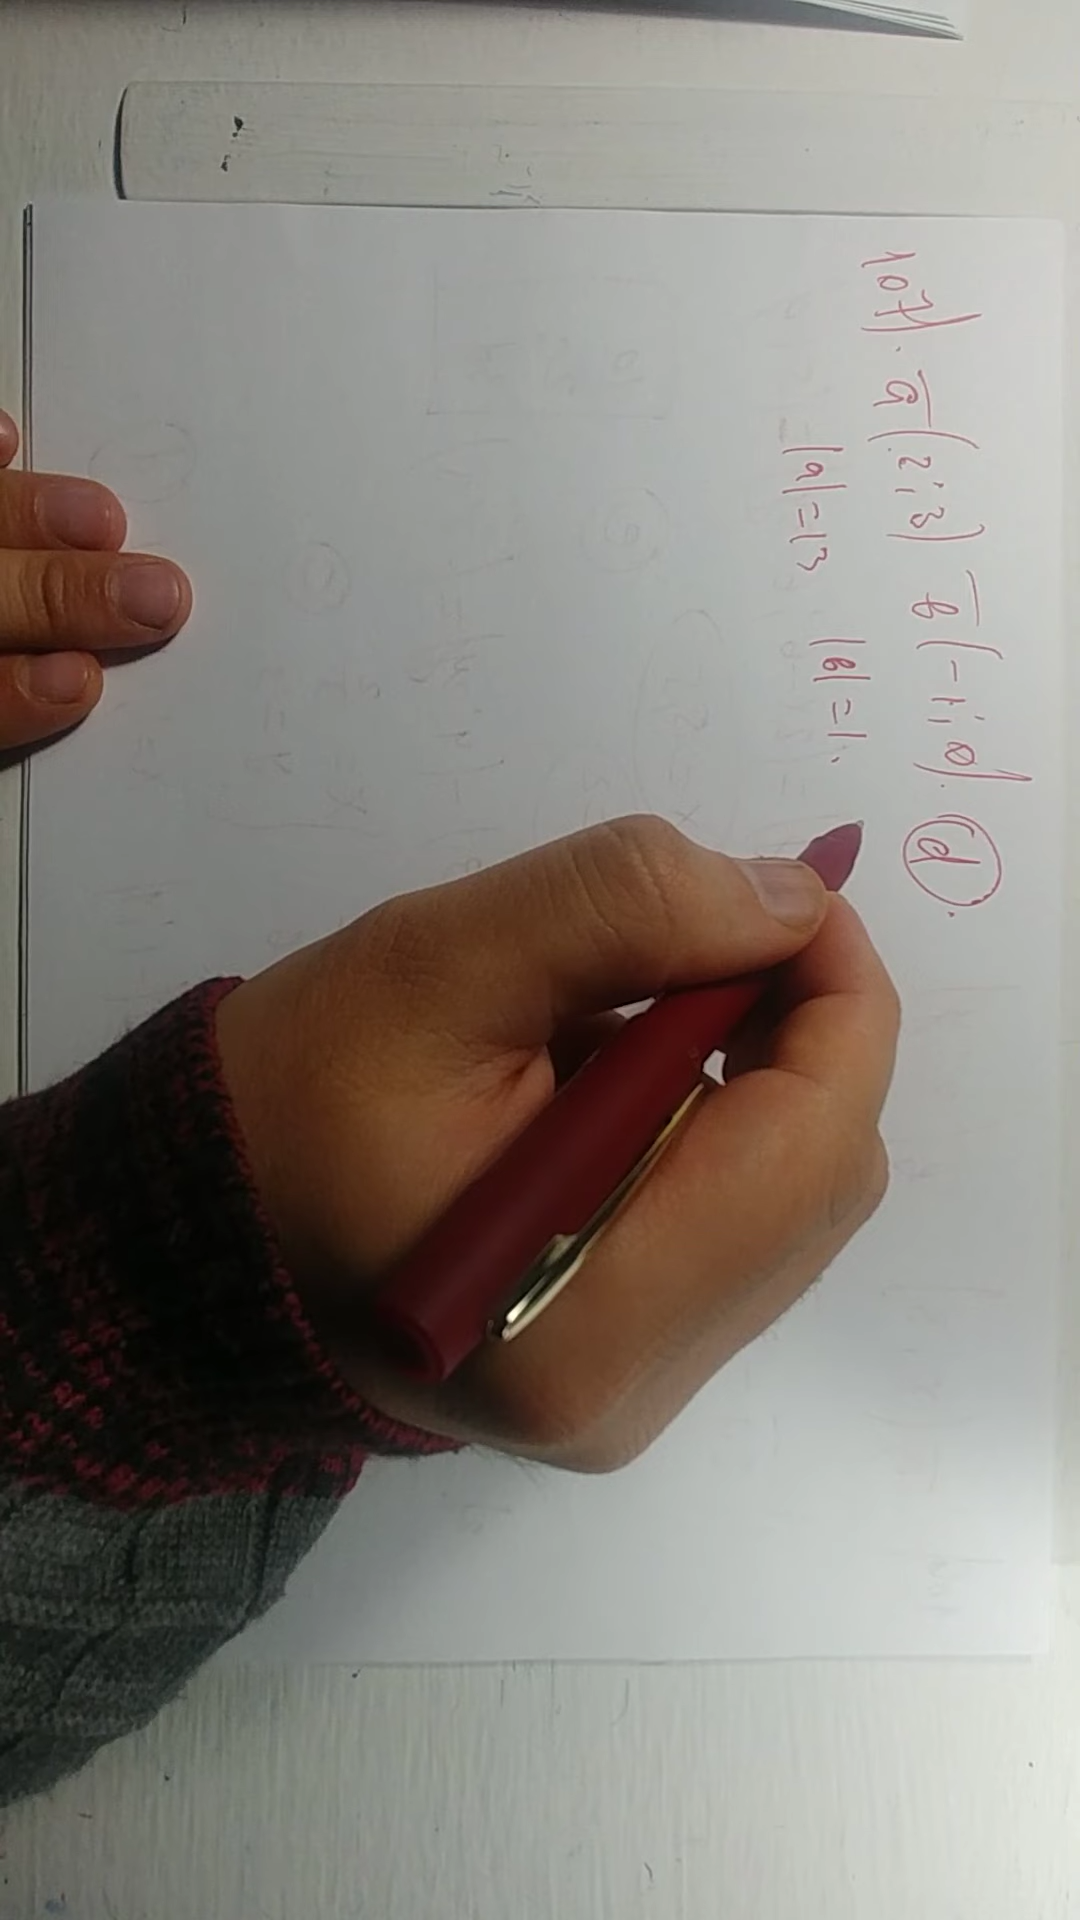 107). a̅(2;3) b̅(-1;0). (d).
|a|=13 |b|=1.